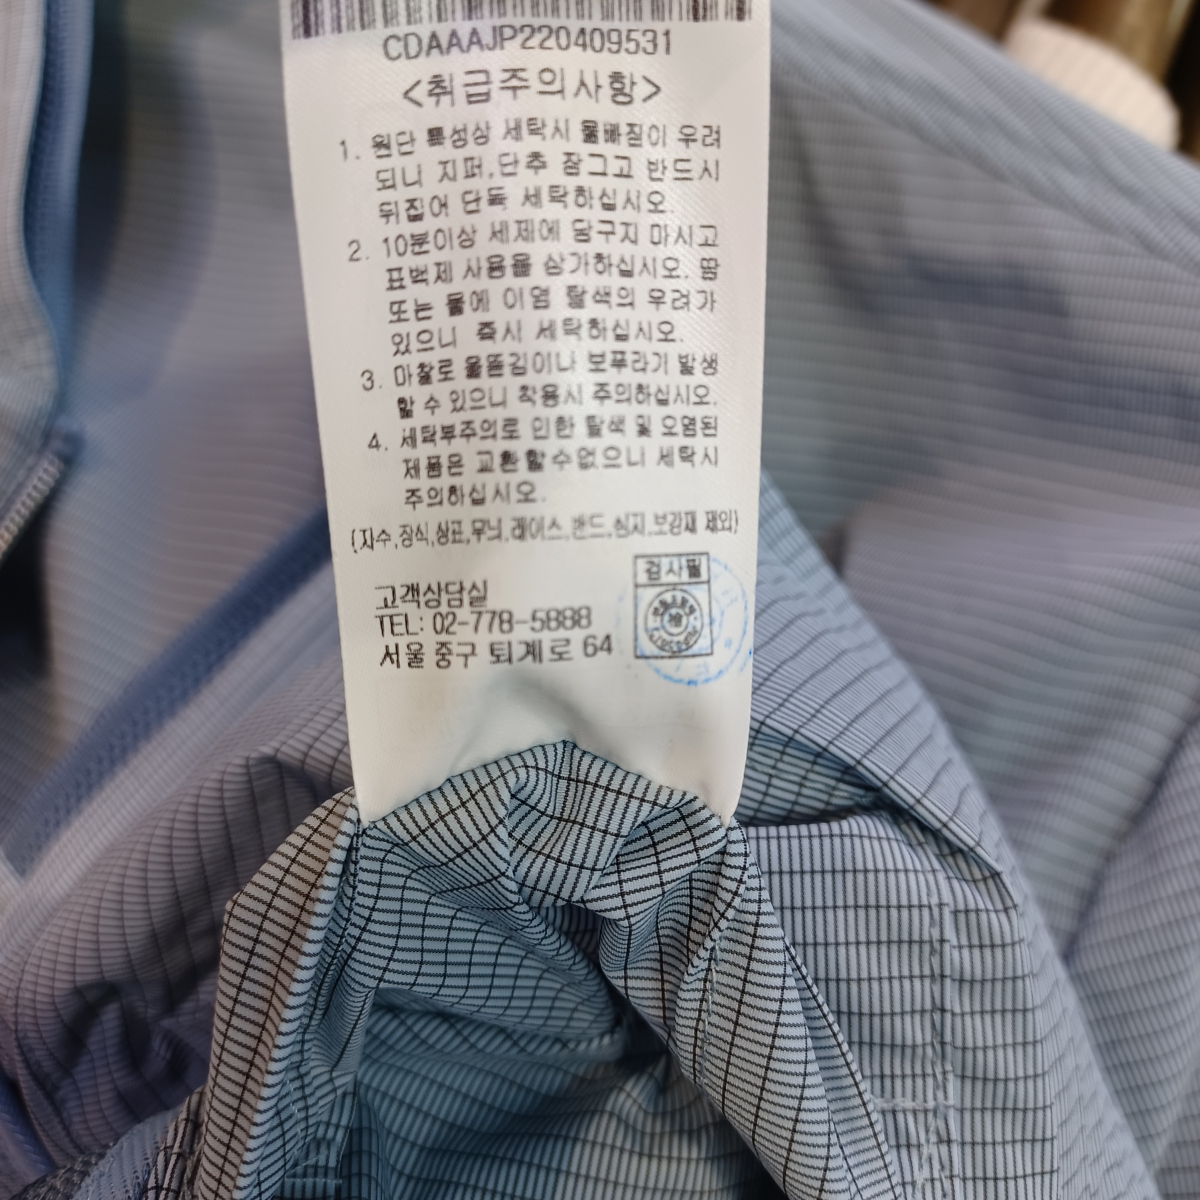 CDAAAJP220409531
<취급주의사항>
1. 원단 특성상 세탁시 물빠짐이 우려
되니 지퍼,단추 잠그고 반드시
뒤집어 단독 세탁하십시오.
2. 10분이상 세제에 담구지 마시고
표백제 사용을 삼가하십시오. 땀
또는 물에 이염 탈색의 우려가
있으니 즉시 세탁하십시오.
3. 마찰로 올뜯김이나 보푸라기 발생
할 수 있으니 착용시 주의하십시오.
4. 세탁부주의로 인한 탈색 및 오염된
제품은 교환할수없으니 세탁시
주의하십시오.
(자수,장식,상표,무늬,레이스,밴드,심지,보강재 제외)
검사필
고객상담실
TEL: 02-778-5888
서울 중구 퇴계로 64